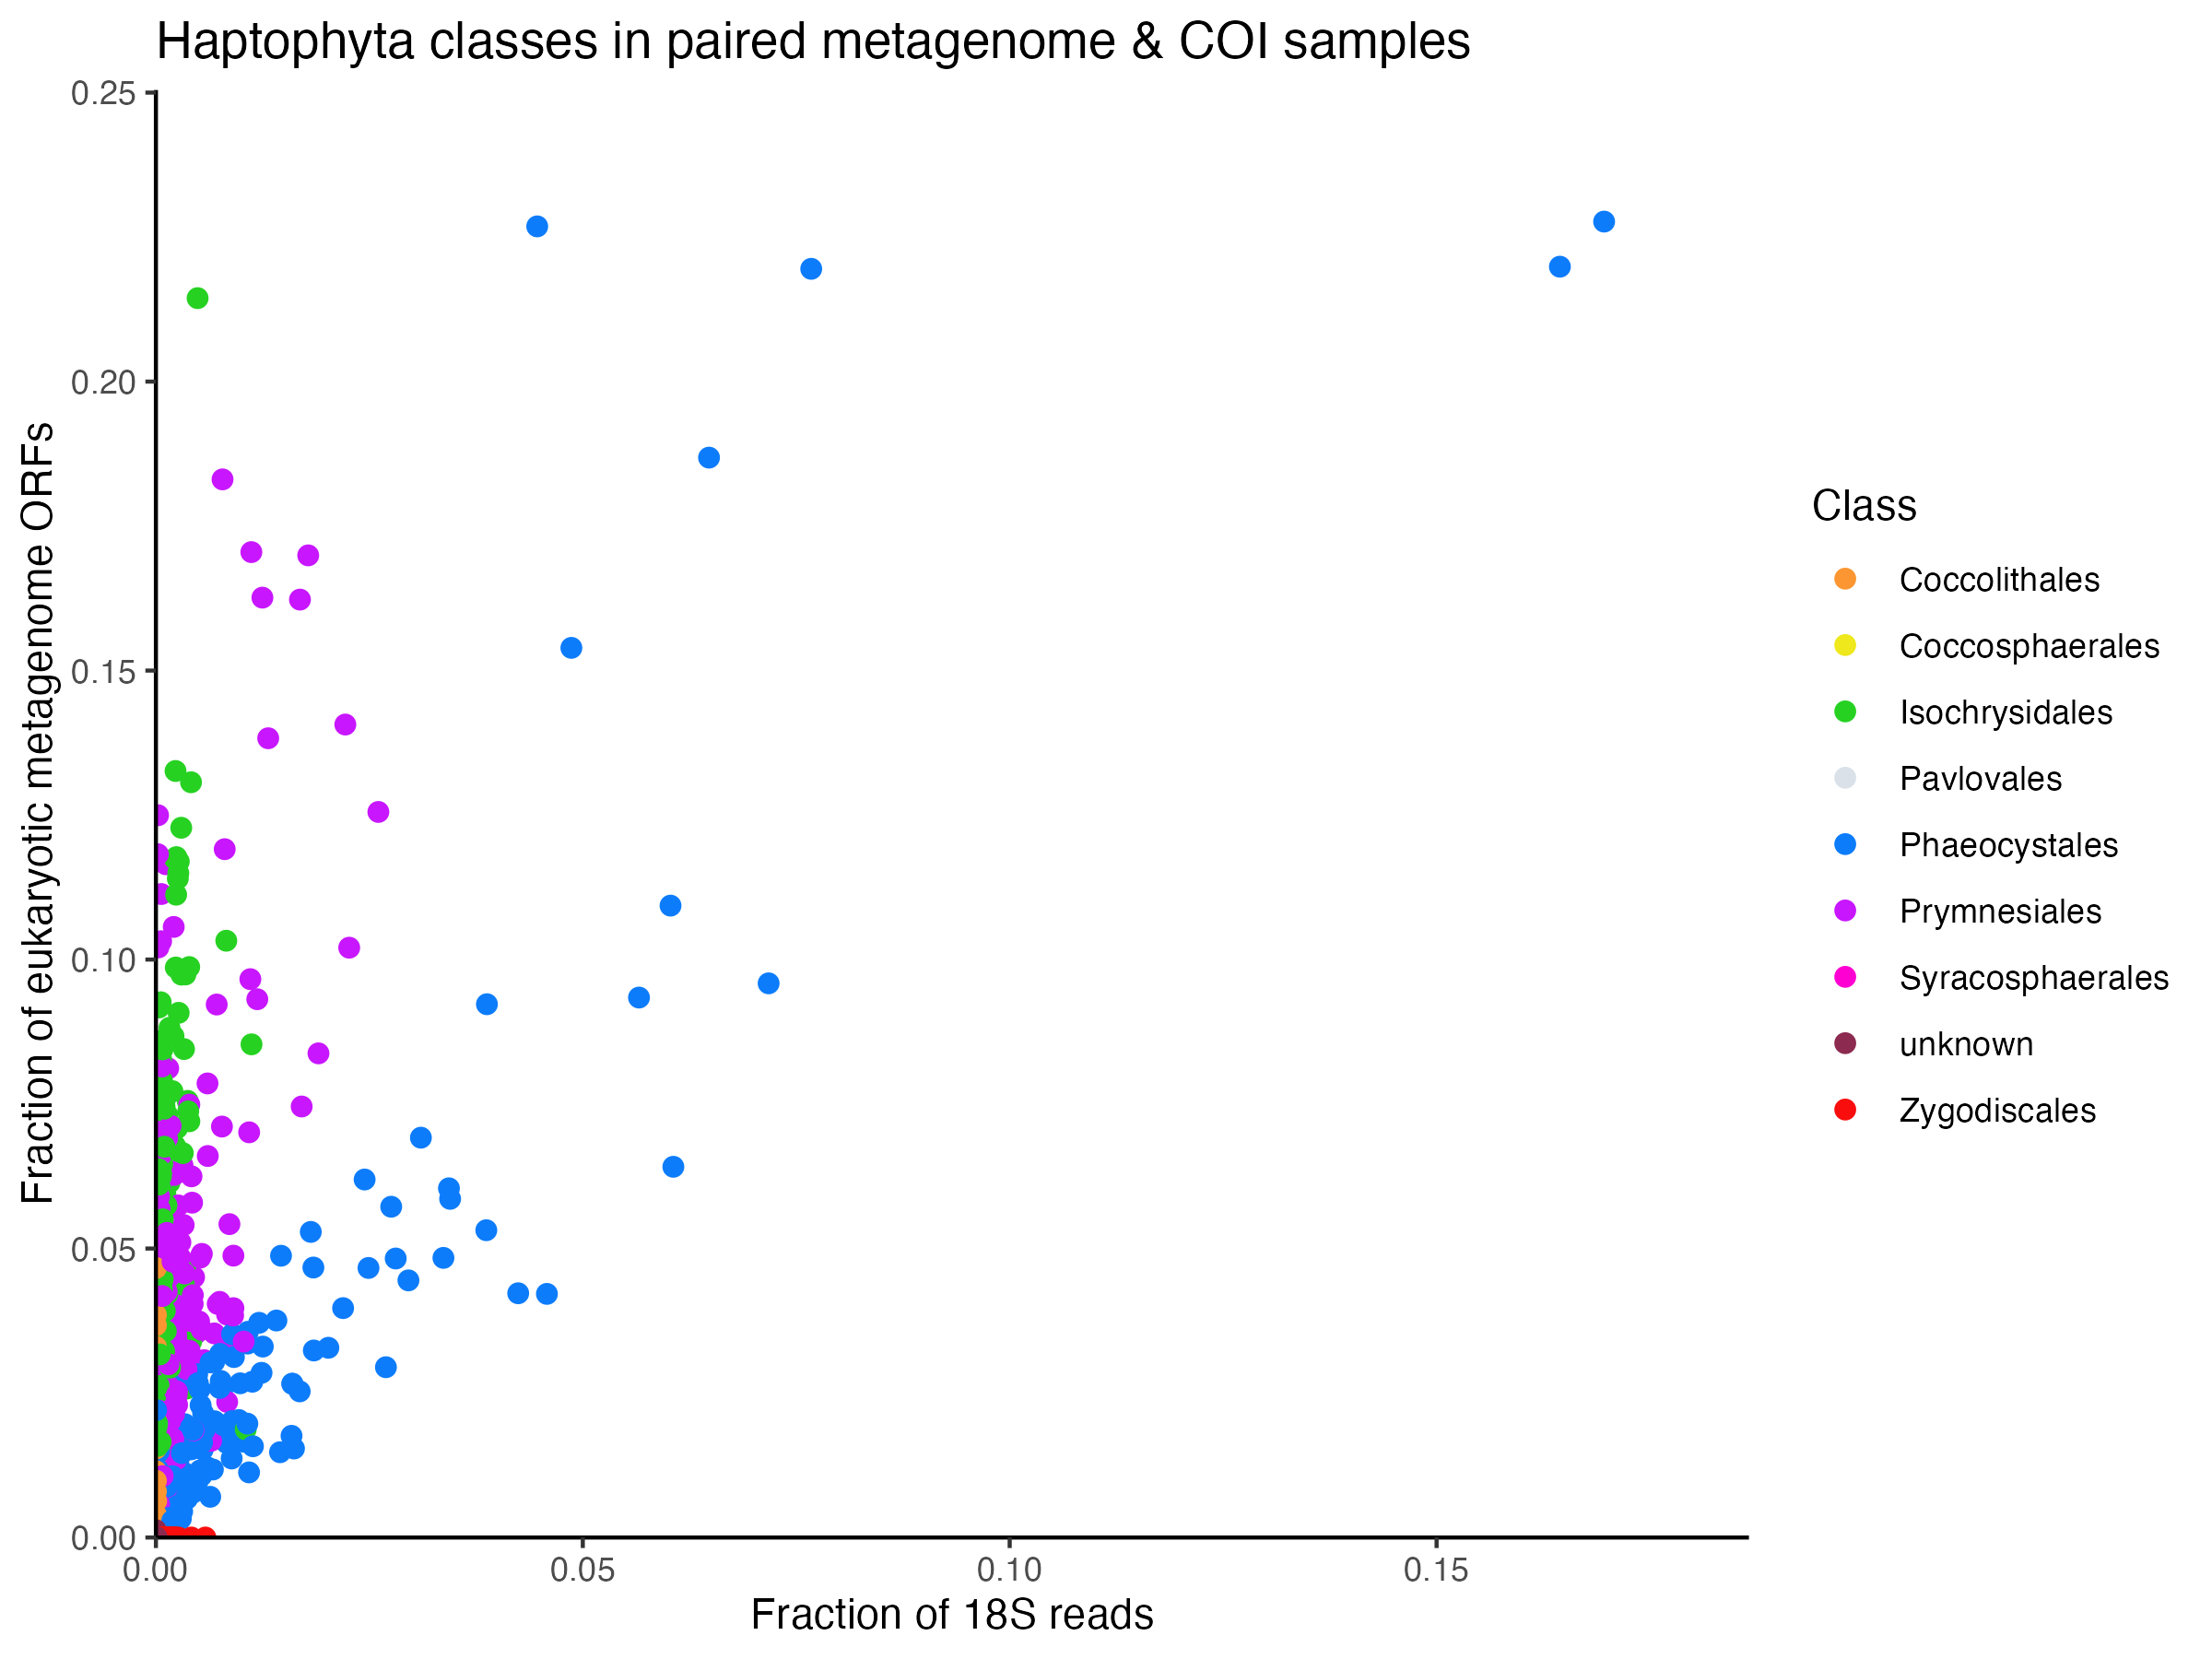 Haptophyta classes in paired metagenome & COI samples
Fraction of eukaryotic metagenome ORFs
0.25
0.20
0.15
0.10
0.05
0.00
0.00 0.05 0.10 0.15
Fraction of 18S reads
Class
Coccolithales
Coccosphaerales
Isochrysidales
Pavlovales
Phaeocystales
Prymnesiales
Syracosphaerales
unknown
Zygodiscales